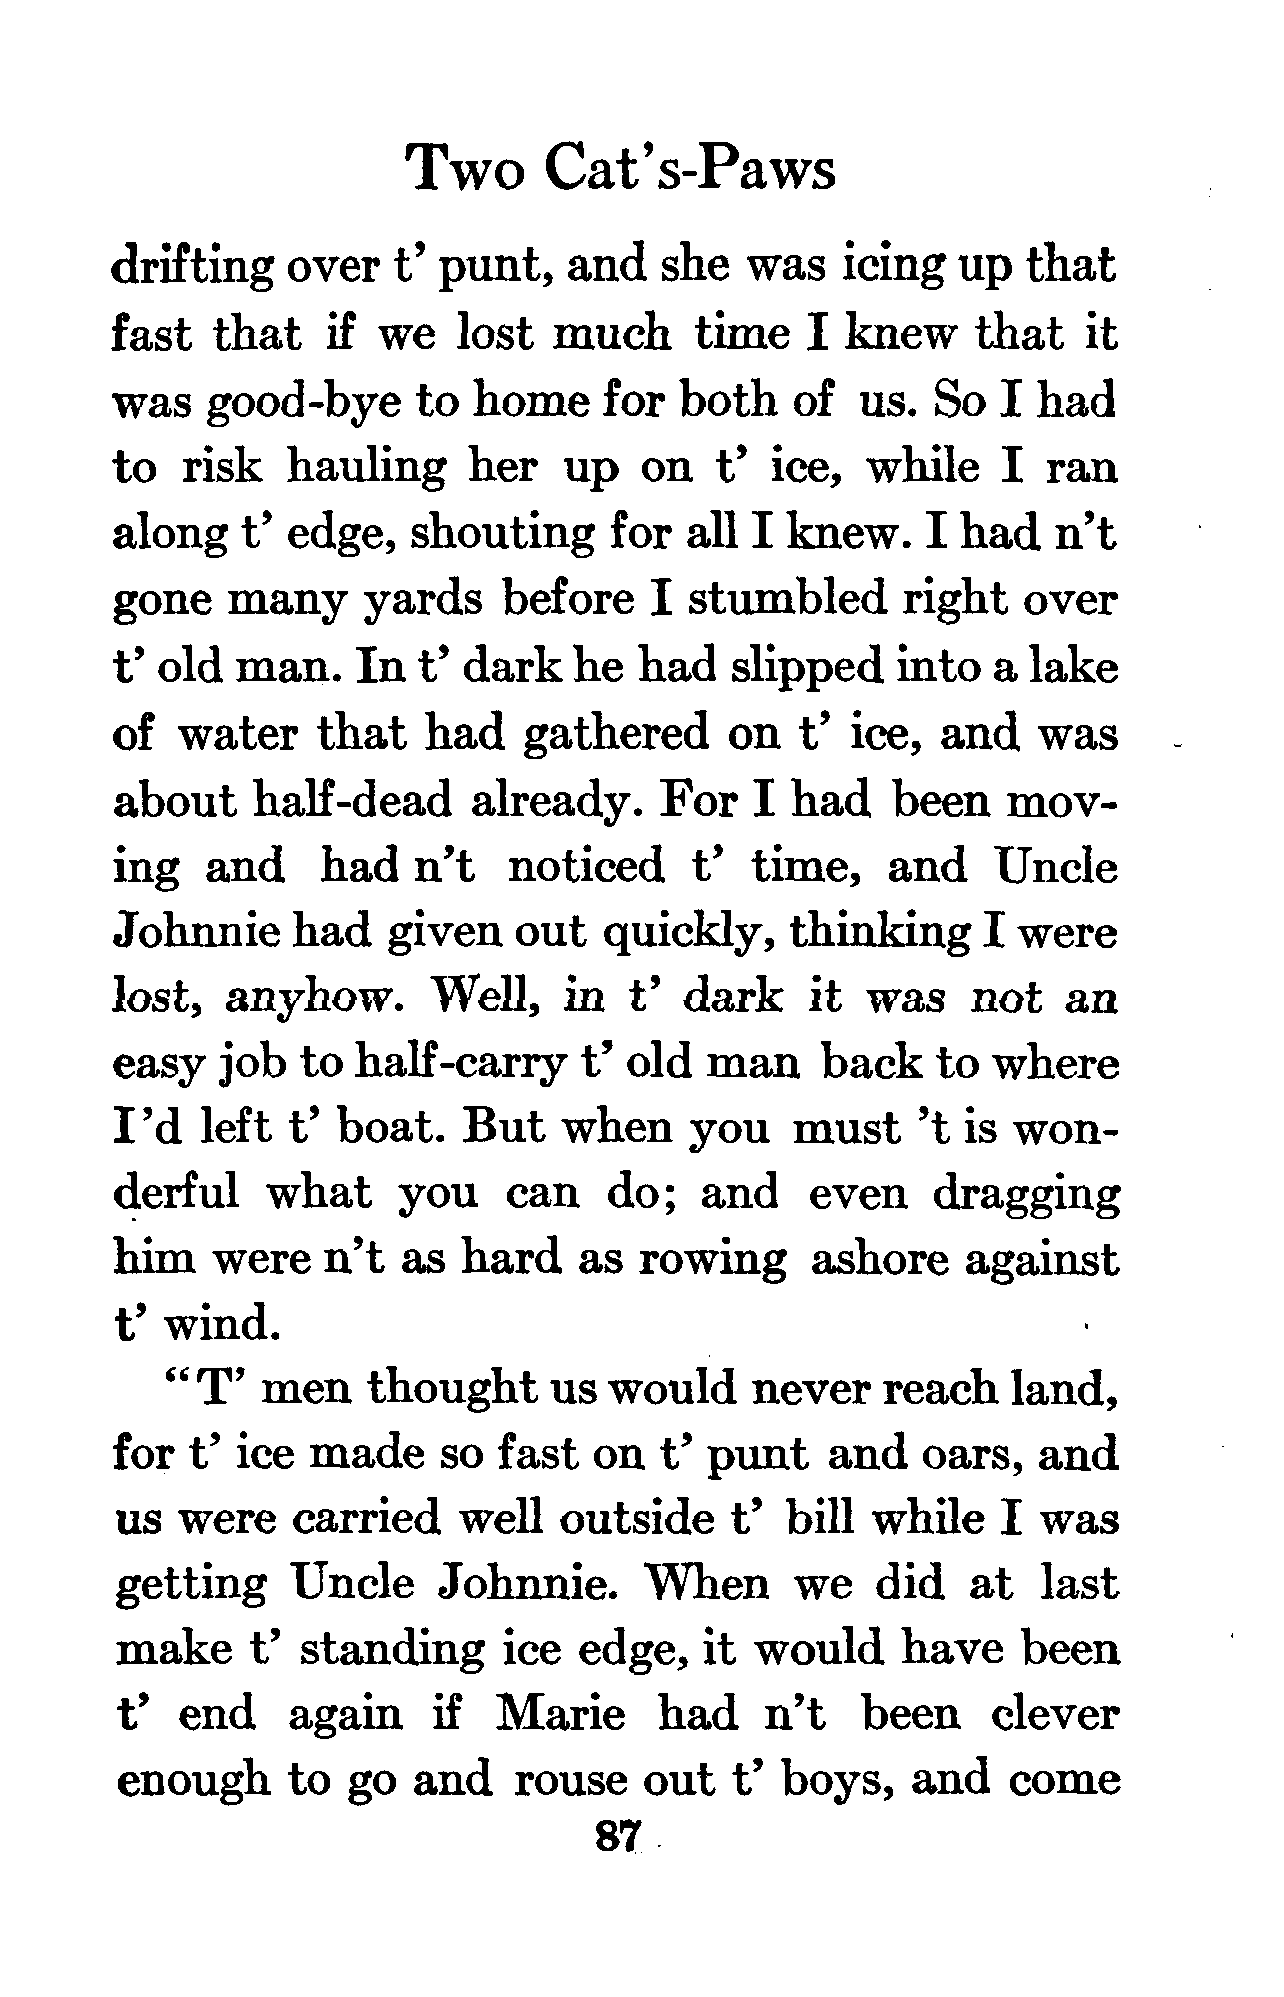 Two Cat's-Paws
drifting over t' punt, and she was icing up that
fast that if we lost much time I knew that it
was good-bye to home for both of us. So I had
to risk hauling her up on t' ice, while I ran
along t' edge, shouting for all I knew. I had n't
gone many yards before I stumbled right over
t' old man. In t' dark he had slipped into a lake
of water that had gathered on t' ice, and was
about half-dead already. For I had been mov-
ing and had n't noticed t' time, and Uncle
Johnnie had given out quickly, thinking I were
lost, anyhow. Well, in t' dark it was not an
easy job to half-carry t' old man back to where
I 'd left t' boat. But when you must 't is won-
derful what you can do; and even dragging
him were n't as hard as rowing ashore against
t' wind.
"T' men thought us would never reach land,
for t' ice made so fast on t' punt and oars, and
us were carried well outside t' bill while I was
getting Uncle Johnnie. When we did at last
make t' standing ice edge, it would have been
t' end again if Marie had n't been clever
enough to go and rouse out t' boys, and come
87